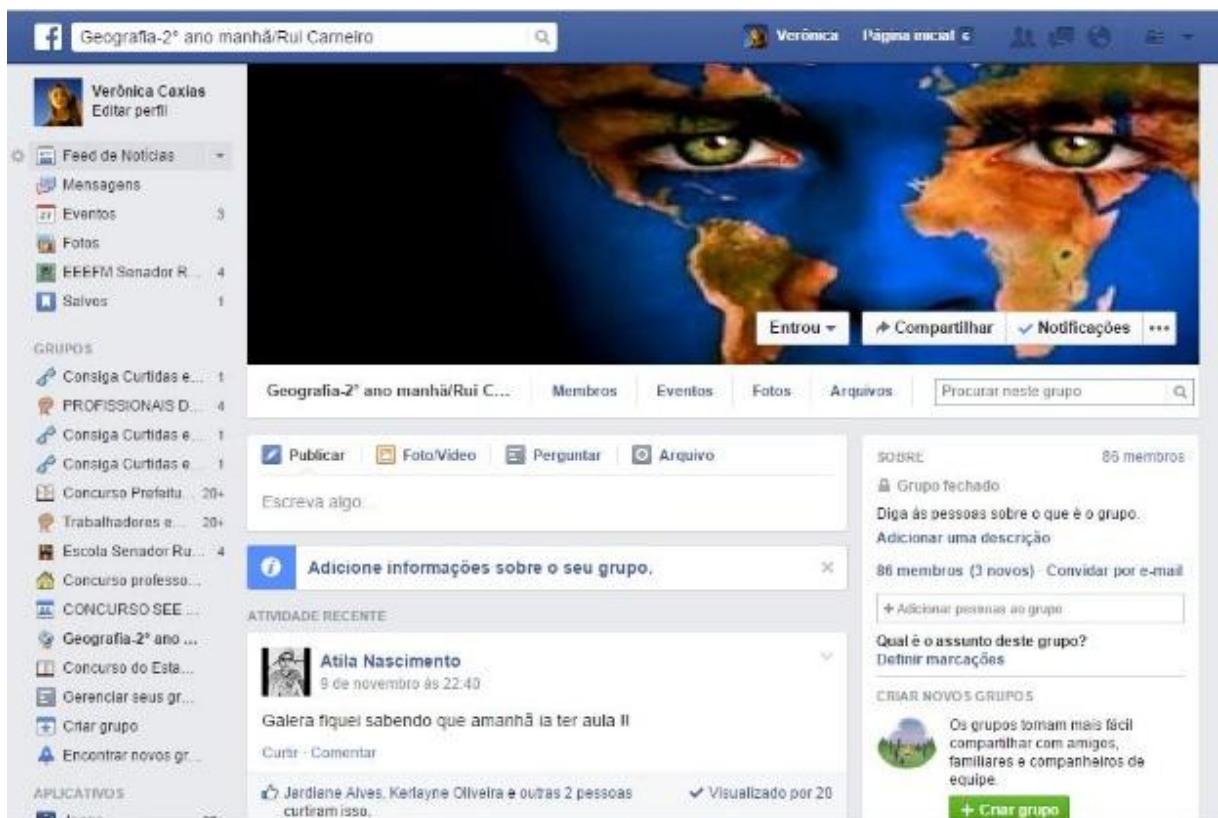 f
Geografia-2º ano manhã/Rui Carneiro
Verônica
Página inicial
Verônica Caxias
Editar perfil
Feed de Notícias
Mensagens
Eventos 3
Fotos
EEEFM Senador R... 4
Salvos 1
GRUPOS
Consiga Curtidas e... 1
PROFISSIONAIS D... 4
Consiga Curtidas e... 1
Consiga Curtidas e... 1
Concurso Prefeitu... 20+
Trabalhadores e... 20+
Escola Senador Ru... 4
Concurso professo...
CONCURSO SEE ...
Geografia-2º ano ...
Concurso do Esta...
Gerenciar seus gr...
Criar grupo
Encontrar novos gr...
APLICATIVOS
Entrou
Compartilhar
Notificações
Geografia-2º ano manhã/Rui C...
Membros
Eventos
Fotos
Arquivos
Procurar neste grupo
Publicar
Foto/Vídeo
Perguntar
Arquivo
Escreva algo...
Adicione informações sobre o seu grupo.
ATIVIDADE RECENTE
Atila Nascimento
9 de novembro às 22:40
Galera fiquei sabendo que amanhã ia ter aula !!
Curtir · Comentar
Jardiane Alves, Kerlayne Oliveira e outras 2 pessoas
curtiram isso.
Visualizado por 20
SOBRE
86 membros
Grupo fechado
Diga às pessoas sobre o que é o grupo.
Adicionar uma descrição
86 membros (3 novos) · Convidar por e-mail
+ Adicionar pessoas ao grupo
Qual é o assunto deste grupo?
Definir marcações
CRIAR NOVOS GRUPOS
Os grupos tornam mais fácil
compartilhar com amigos,
familiares e companheiros de
equipe.
+ Criar grupo